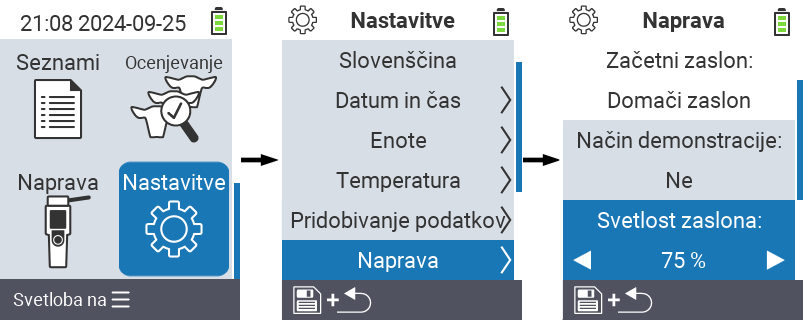 21:08 2024-09-25
Seznami
Ocenjevanje
Naprava
Nastavitve
Svetloba na
Nastavitve
Slovenščina
Datum in čas
Enote
Temperatura
Pridobivanje podatkov
Naprava
+
Naprava
Začetni zaslon:
Domači zaslon
Način demonstracije:
Ne
Svetlost zaslona:
75 %
+